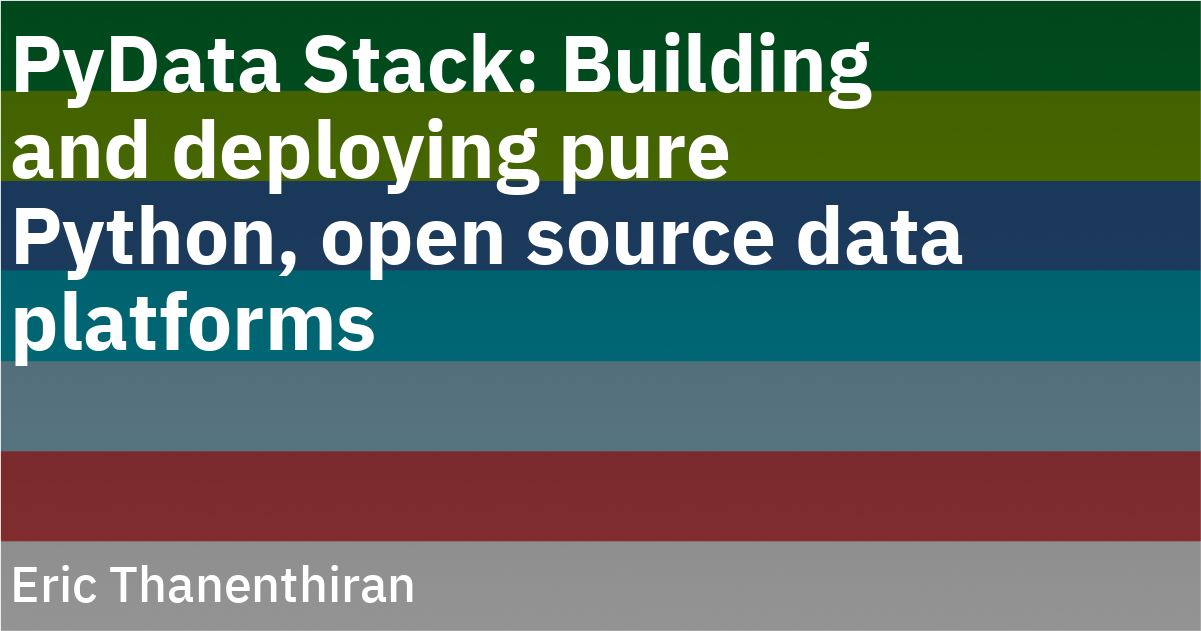 PyData Stack: Building
and deploying pure
Python, open source data
platforms
Eric Thanenthiran